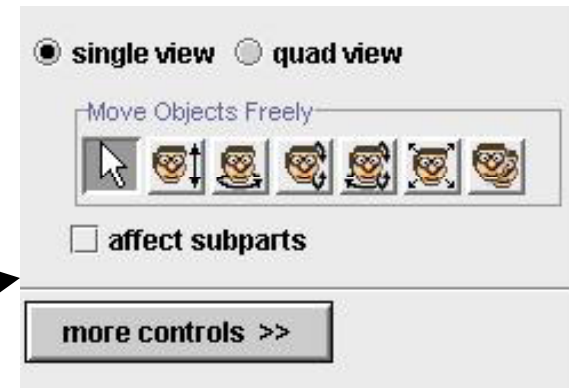 single view quad view
Move Objects Freely
affect subparts
more controls >>